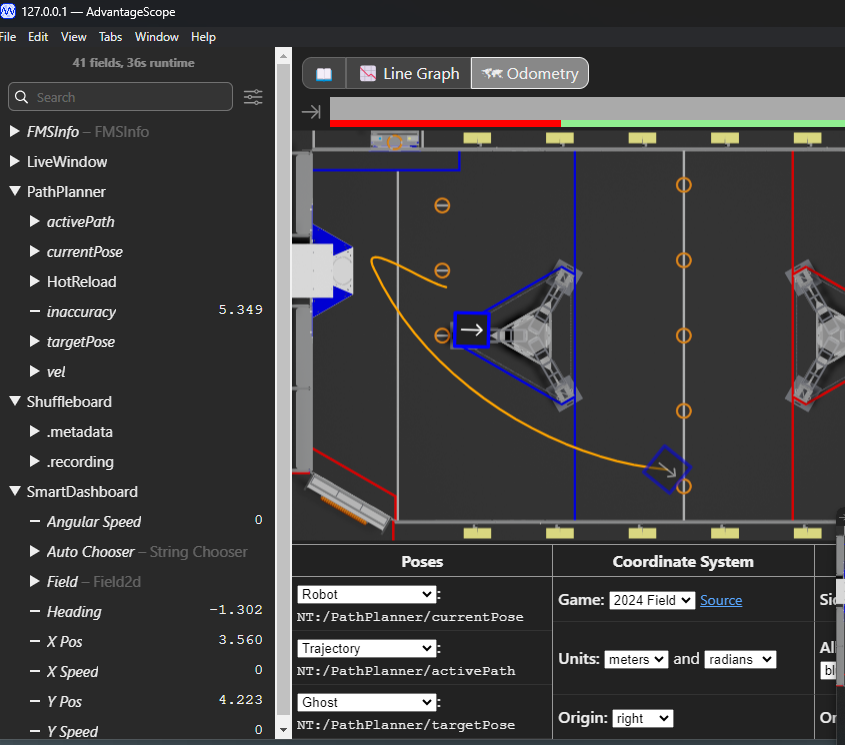 127.0.0.1 — AdvantageScope
File Edit View Tabs Window Help
41 fields, 36s runtime
Search
FMSInfo – FMSInfo
LiveWindow
PathPlanner
activePath
currentPose
HotReload
inaccuracy 5.349
targetPose
vel
Shuffleboard
.metadata
.recording
SmartDashboard
Angular Speed 0
Auto Chooser – String Chooser
Field – Field2d
Heading -1.302
X Pos 3.560
X Speed 0
Y Pos 4.223
Y Speed 0
Line Graph
Odometry
Poses
Robot :
NT:/PathPlanner/currentPose
Trajectory :
NT:/PathPlanner/activePath
Ghost :
NT:/PathPlanner/targetPose
Coordinate System
Game: 2024 Field Source
Units: meters and radians
Origin: right